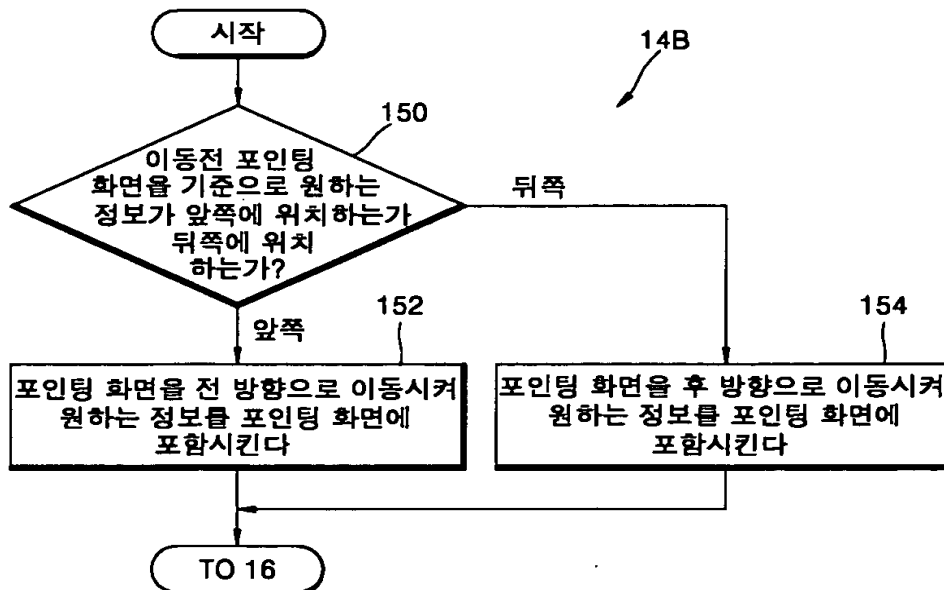 시작
14B
150
이동전 포인팅
화면을 기준으로 원하는
정보가 앞쪽에 위치하는가
뒤쪽에 위치
하는가?
뒤쪽
앞쪽
152
154
포인팅 화면을 전 방향으로 이동시켜
원하는 정보를 포인팅 화면에
포함시킨다
포인팅 화면을 후 방향으로 이동시켜
원하는 정보를 포인팅 화면에
포함시킨다
TO 16